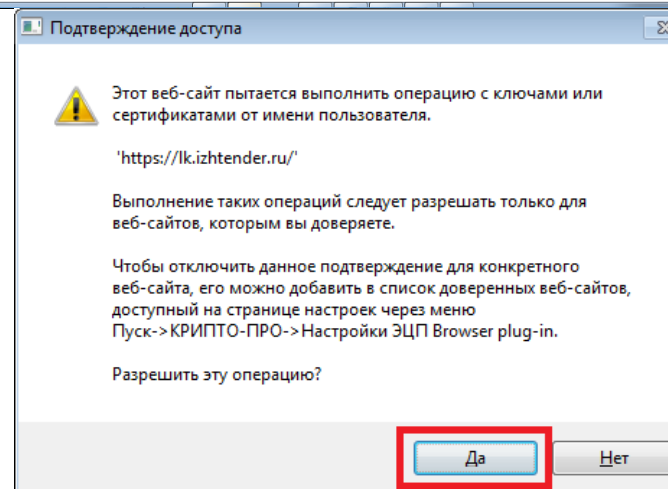 Подтверждение доступа
Этот веб-сайт пытается выполнить операцию с ключами или
сертификатами от имени пользователя.
'https://lk.izhtender.ru/'
Выполнение таких операций следует разрешать только для
веб-сайтов, которым вы доверяете.
Чтобы отключить данное подтверждение для конкретного
веб-сайта, его можно добавить в список доверенных веб-сайтов,
доступный на странице настроек через меню
Пуск->КРИПТО-ПРО->Настройки ЭЦП Browser plug-in.
Разрешить эту операцию?
Да
Нет